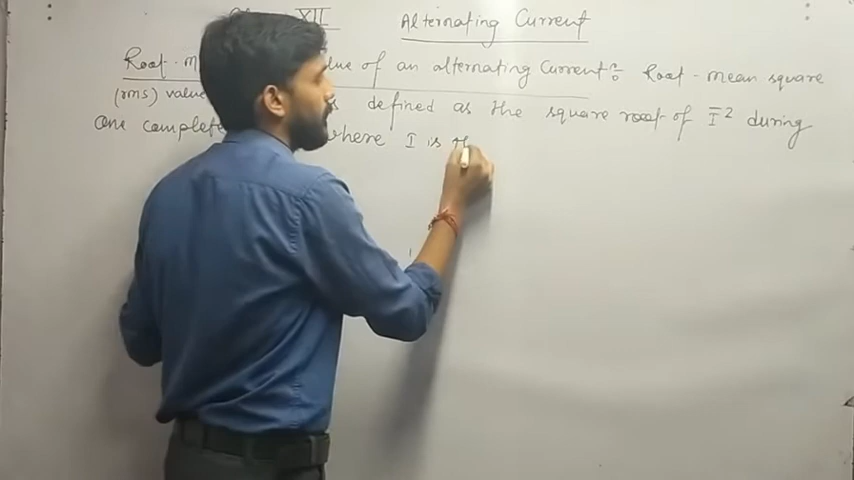 XII Alternating Current
Root - lue of an alternating Current : Root - mean square
(rms) value defined as the square root of I̅² during
one complete where I is th